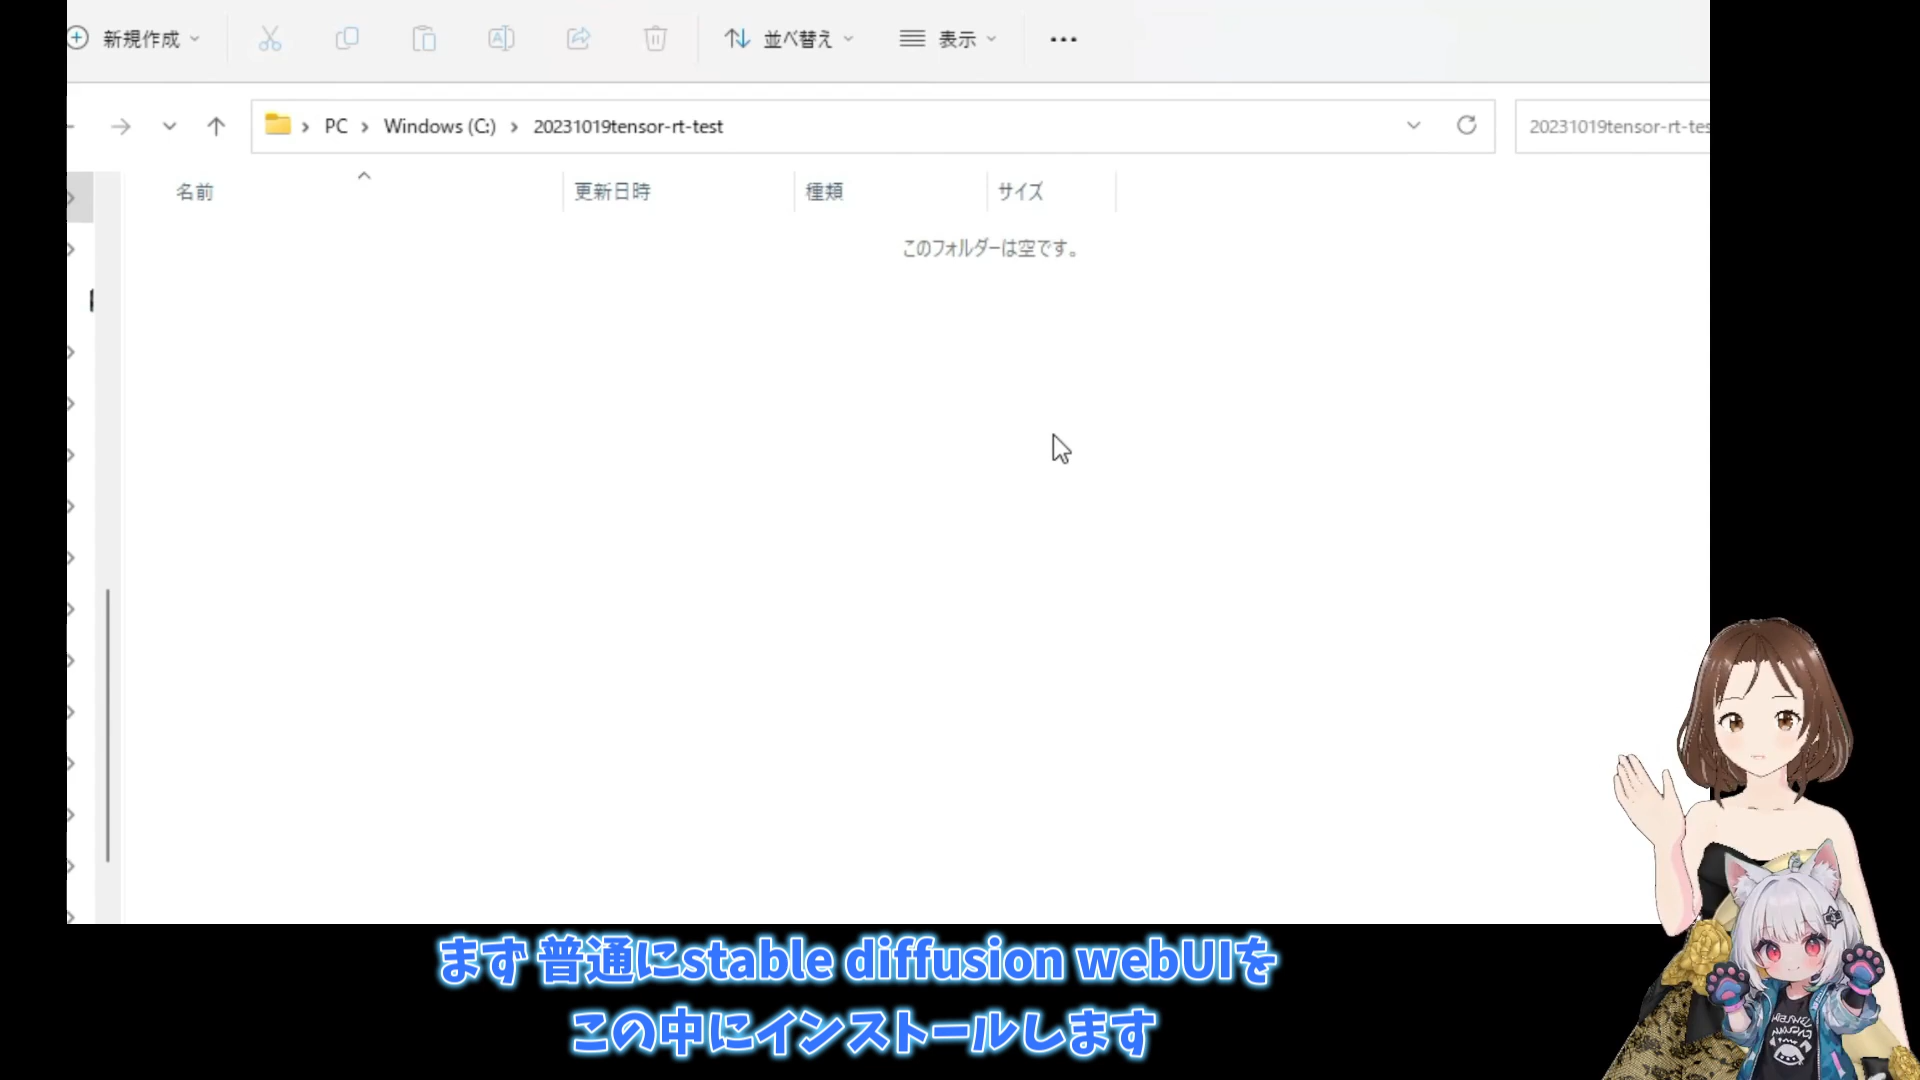 新規作成
並べ替え
表示
PC
Windows (C:)
20231019tensor-rt-test
20231019tensor-rt-tes
名前
更新日時
種類
サイズ
このフォルダーは空です。
まず 普通にstable diffusion webUIを
この中にインストールします